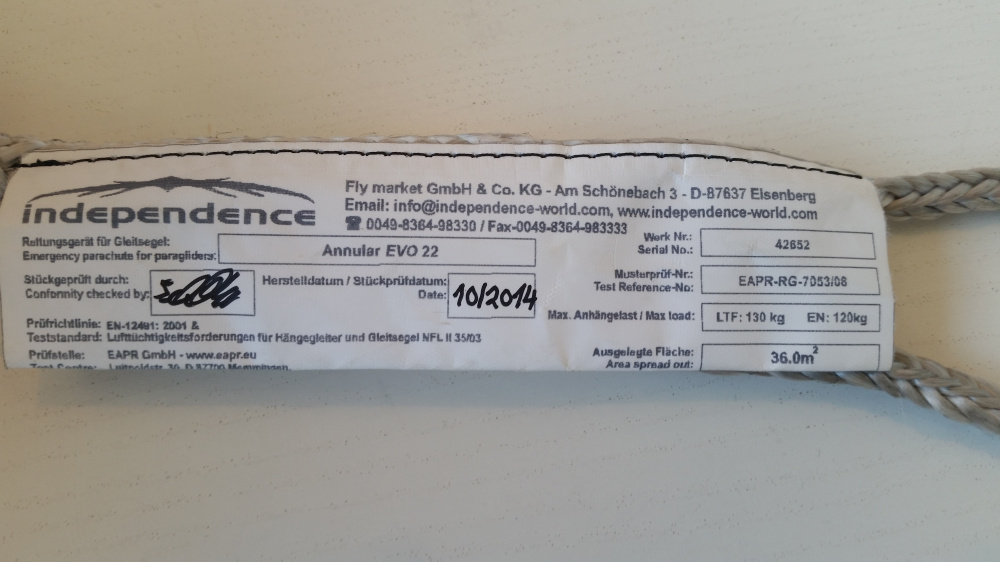 independence
Fly market GmbH & Co. KG - Am Schönebach 3 - D-87637 Eisenberg
Email: info@independence-world.com, www.independence-world.com
☎ 0049-8364-98330 / Fax-0049-8364-983333
Rettungsgerät für Gleitsegel:
Emergency parachute for paragliders:
Annular EVO 22
Werk Nr.:
Serial No.:
42652
Stückgeprüft durch:
Conformity checked by:
Herstelldatum / Stückprüfdatum:
Date:
10/2014
Musterprüf-Nr.:
Test Reference-No:
EAPR-RG-7053/08
Max. Anhängelast / Max load:
LTF: 130 kg EN: 120kg
Prüfrichtlinie: EN-12491: 2001 &
Teststandard: Lufttüchtigkeitsforderungen für Hängegleiter und Gleitsegel NFL II 35/03
Prüfstelle: EAPR GmbH - www.eapr.eu
Ausgelegte Fläche:
Area spread out:
36.0m²